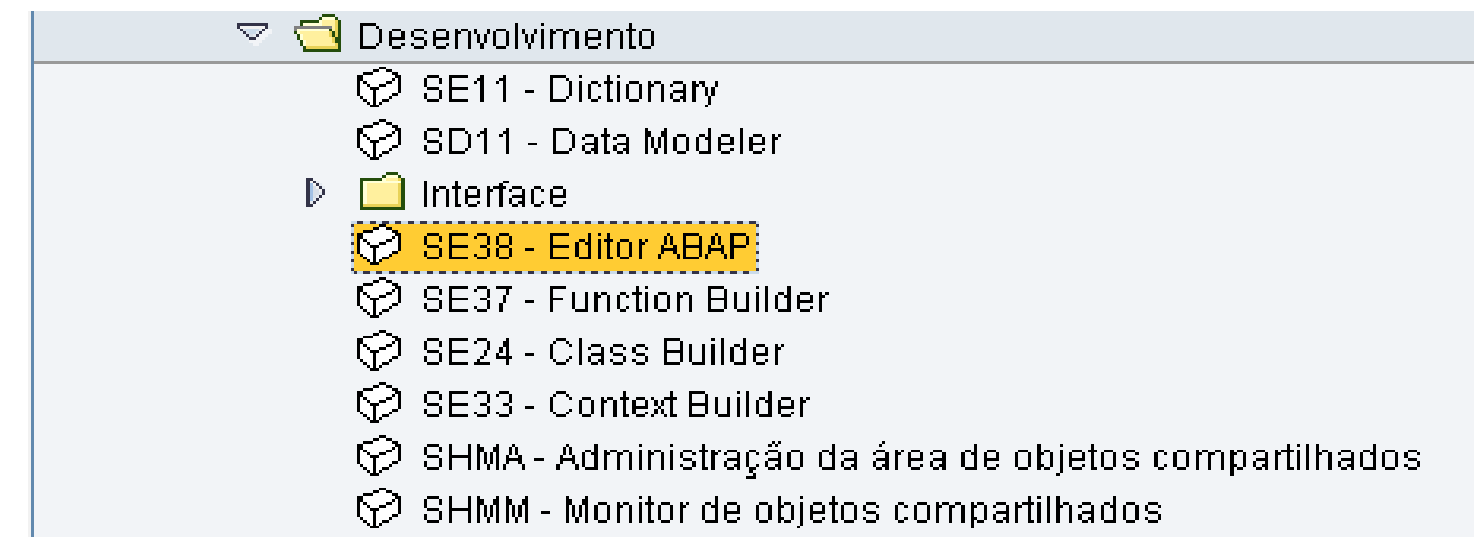 Desenvolvimento
SE11 - Dictionary
SD11 - Data Modeler
Interface
SE38 - Editor ABAP
SE37 - Function Builder
SE24 - Class Builder
SE33 - Context Builder
SHMA - Administração da área de objetos compartilhados
SHMM - Monitor de objetos compartilhados